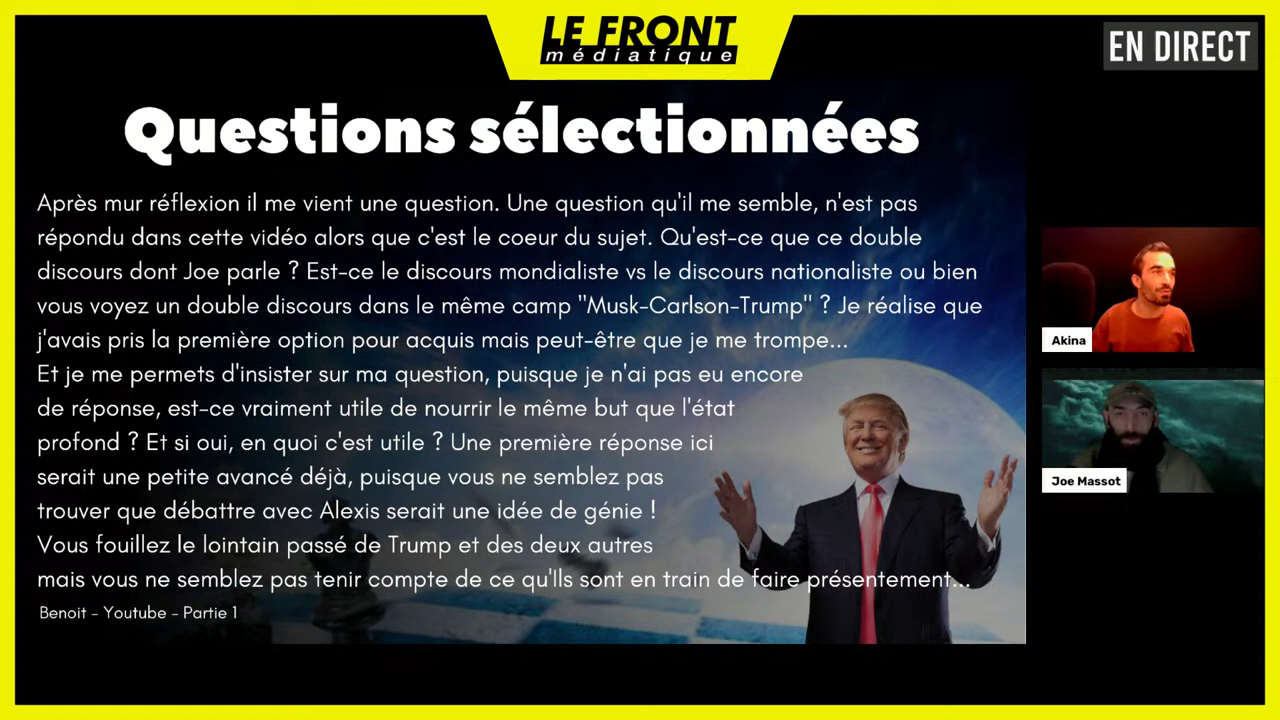 LE FRONT
médiatique
EN DIRECT
Questions sélectionnées
Après mur réflexion il me vient une question. Une question qu'il me semble, n'est pas
répondu dans cette vidéo alors que c'est le coeur du sujet. Qu'est-ce que ce double
discours dont Joe parle ? Est-ce le discours mondialiste vs le discours nationaliste ou bien
vous voyez un double discours dans le même camp "Musk-Carlson-Trump" ? Je réalise que
j'avais pris la première option pour acquis mais peut-être que je me trompe...
Et je me permets d'insister sur ma question, puisque je n'ai pas eu encore
de réponse, est-ce vraiment utile de nourrir le même but que l'état
profond ? Et si oui, en quoi c'est utile ? Une première réponse ici
serait une petite avancé déjà, puisque vous ne semblez pas
trouver que débattre avec Alexis serait une idée de génie !
Vous fouillez le lointain passé de Trump et des deux autres
mais vous ne semblez pas tenir compte de ce qu'Ils sont en train de faire présentement...
Benoit - Youtube - Partie 1
Akina
Joe Massot